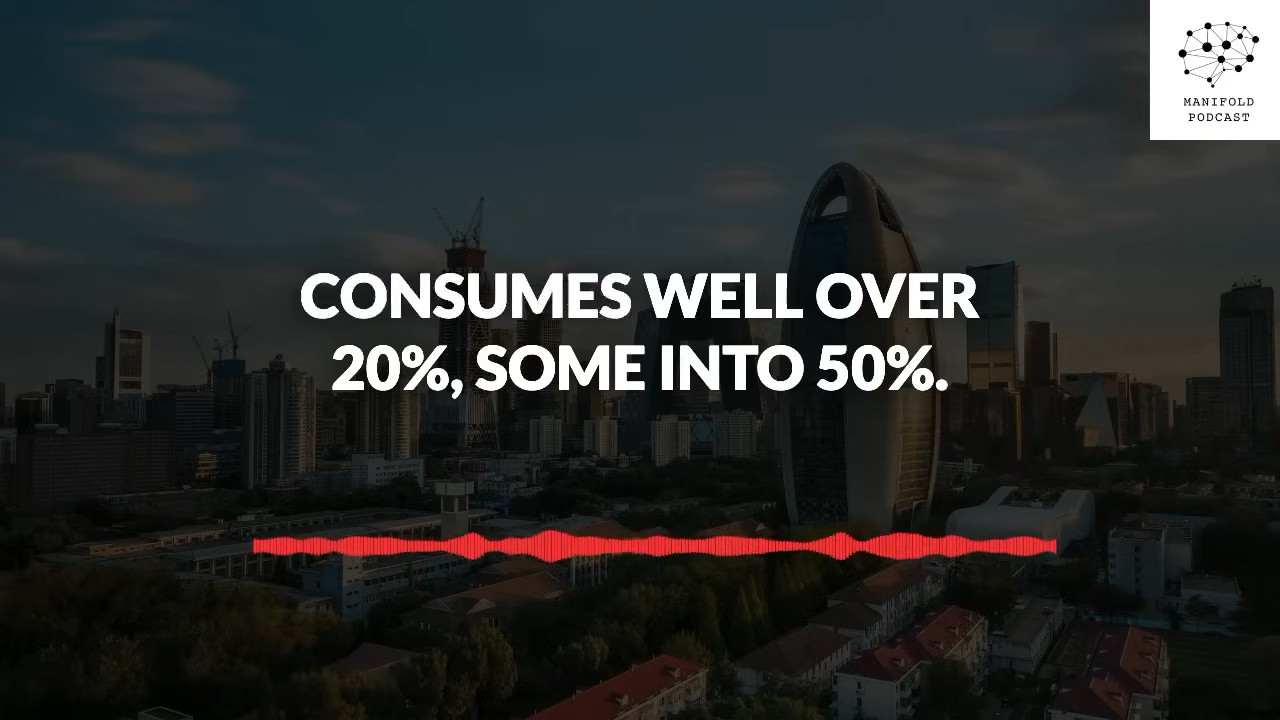 MANIFOLD
PODCAST
CONSUMES WELL OVER
20%, SOME INTO 50%.